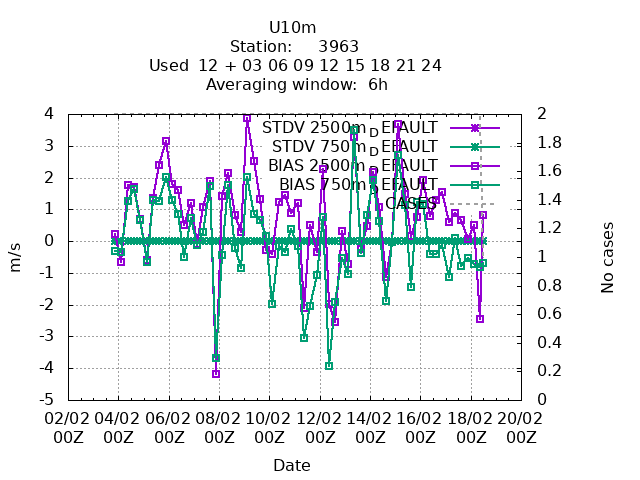 U10m
Station: 3963
Used 12 + 03 06 09 12 15 18 21 24
Averaging window: 6h
STDV 2500m_DEFAULT
STDV 750m_DEFAULT
BIAS 2500m_DEFAULT
BIAS 750m_DEFAULT
CASES
4
3
2
1
0
-1
-2
-3
-4
-5
m/s
2
1.8
1.6
1.4
1.2
1
0.8
0.6
0.4
0.2
0
No cases
02/02 04/02 06/02 08/02 10/02 12/02 14/02 16/02 18/02 20/02
00Z 00Z 00Z 00Z 00Z 00Z 00Z 00Z 00Z 00Z
Date